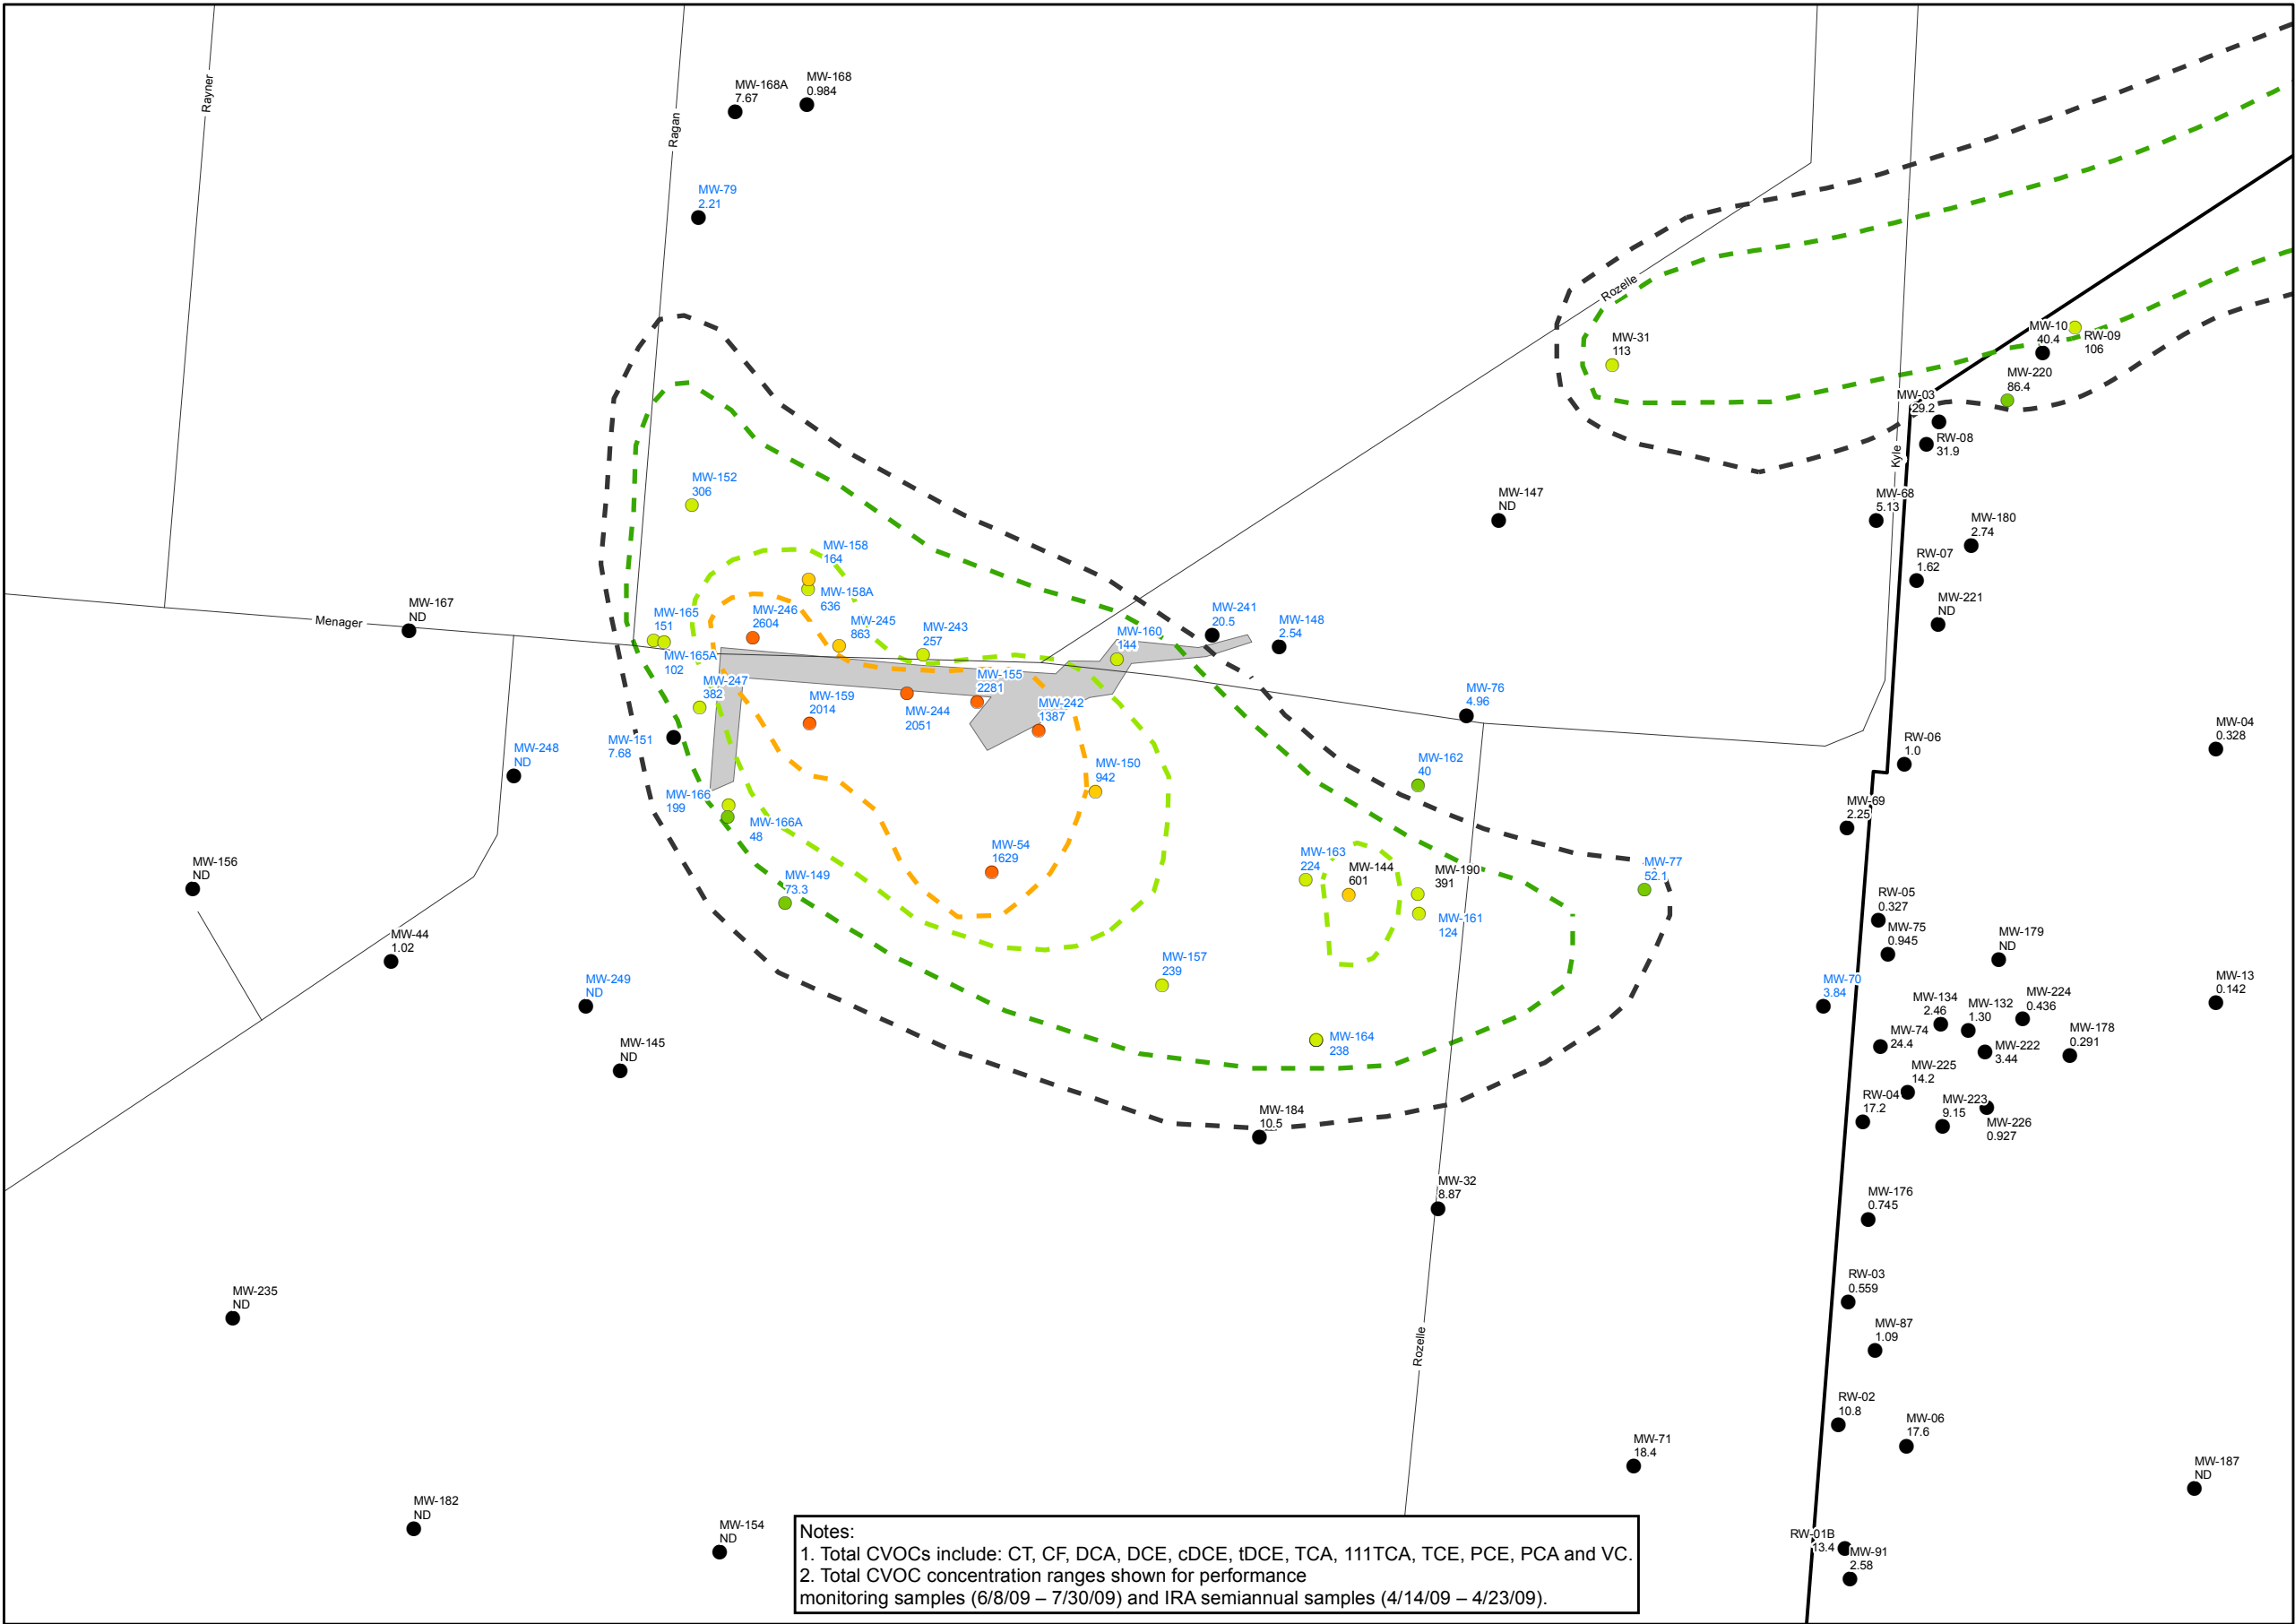 MW-168A
7.67
MW-168
0.984
Rayner
Ragan
MW-79
2.21
Rozelle
MW-31
113
MW-10
40.4
RW-09
106
MW-220
86.4
MW-03
29.2
RW-08
31.9
Kyle
MW-152
306
MW-147
ND
MW-68
5.13
MW-180
2.74
RW-07
1.62
MW-221
ND
MW-158
164
MW-158A
636
MW-167
ND
Menager
MW-165
151
MW-246
2604
MW-245
863
MW-243
257
MW-160
144
MW-241
20.5
MW-148
2.54
MW-165A
102
MW-247
382
MW-159
2014
MW-244
2051
MW-155
2281
MW-242
1387
MW-76
4.96
MW-04
0.328
MW-151
7.68
MW-248
ND
RW-06
1.0
MW-150
942
MW-162
40
MW-166
199
MW-166A
48
MW-69
2.25
MW-156
ND
MW-54
1629
MW-149
73.3
MW-163
224
MW-144
601
MW-190
391
MW-77
52.1
MW-161
124
RW-05
0.327
MW-75
0.945
MW-44
1.02
MW-179
ND
MW-157
239
MW-249
ND
MW-70
3.84
MW-13
0.142
MW-134
2.46
MW-132
1.30
MW-224
0.436
MW-74
24.4
MW-222
3.44
MW-178
0.291
MW-164
238
MW-145
ND
MW-225
14.2
RW-04
17.2
MW-223
9.15
MW-226
0.927
MW-184
10.5
MW-32
8.87
MW-176
0.745
MW-235
ND
RW-03
0.559
Rozelle
MW-87
1.09
RW-02
10.8
MW-06
17.6
MW-71
18.4
MW-187
ND
MW-182
ND
MW-154
ND
RW-01B
13.4
MW-91
2.58
Notes:
1. Total CVOCs include: CT, CF, DCA, DCE, cDCE, tDCE, TCA, 111TCA, TCE, PCE, PCA and VC.
2. Total CVOC concentration ranges shown for performance
monitoring samples (6/8/09 – 7/30/09) and IRA semiannual samples (4/14/09 – 4/23/09).